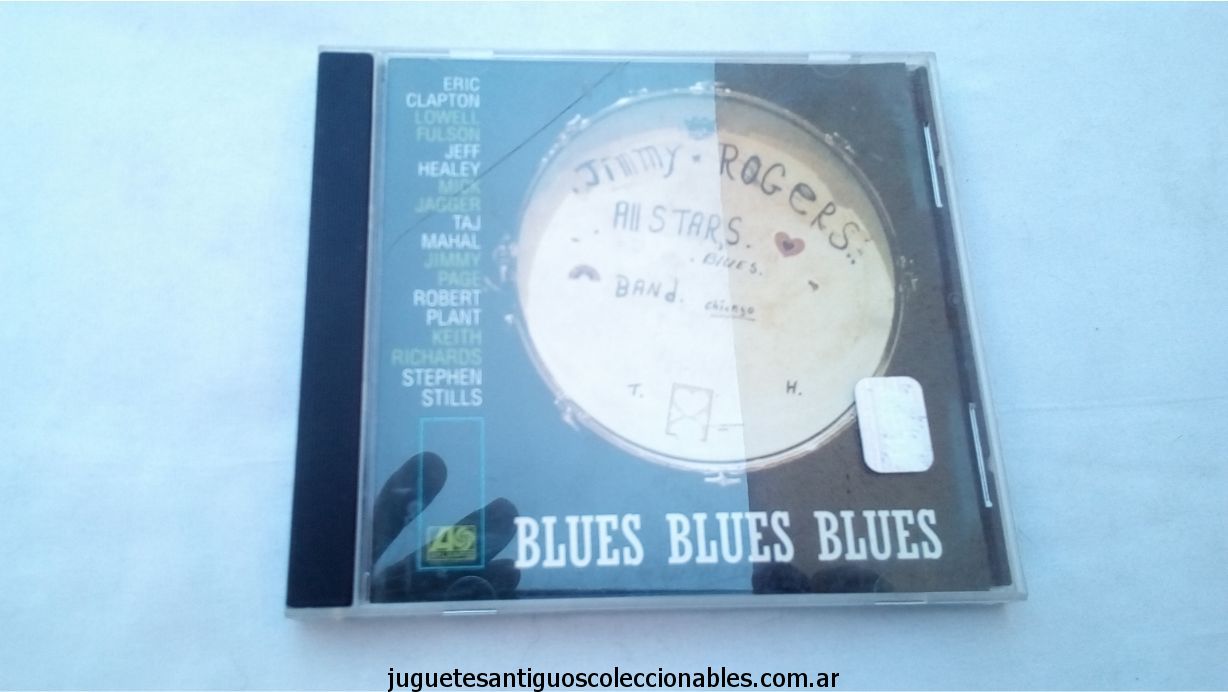 ERIC
CLAPTON
LOWELL
FULSON
JEFF
HEALEY
MICK
JAGGER
TAJ
MAHAL
JIMMY
PAGE
ROBERT
PLANT
KEITH
RICHARDS
STEPHEN
STILLS
Jimmy ROGERS
All STARS.
BLUES.
BANd.
chicago
T. H.
BLUES BLUES BLUES
juguetesantiguoscoleccionables.com.ar